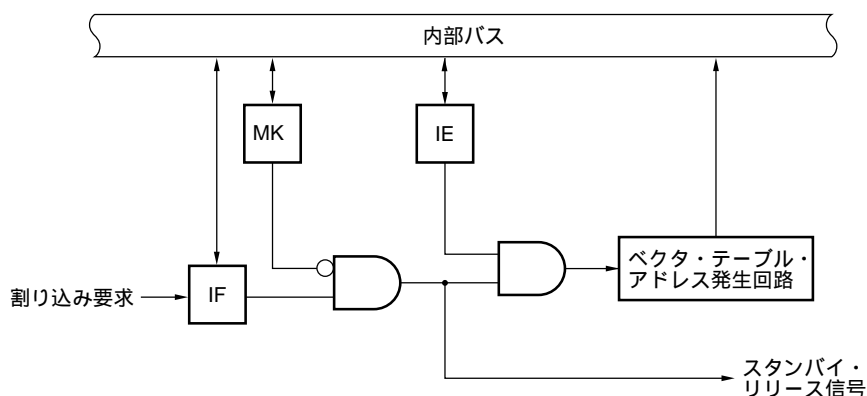 内部バス
MK
IE
ベクタ・テーブル・
アドレス発生回路
割り込み要求
IF
スタンバイ・
リリース信号